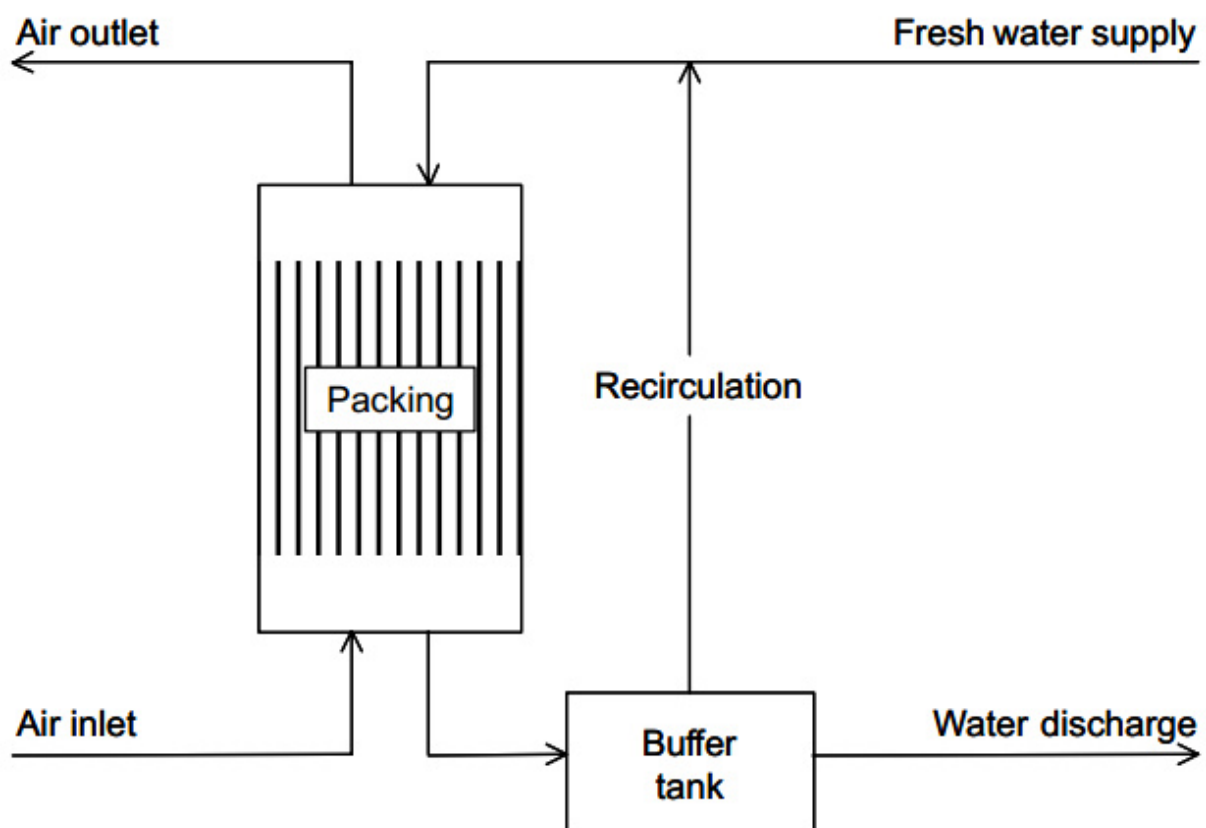 Air outlet
Fresh water supply
Packing
Recirculation
Air inlet
Buffer
tank
Water discharge